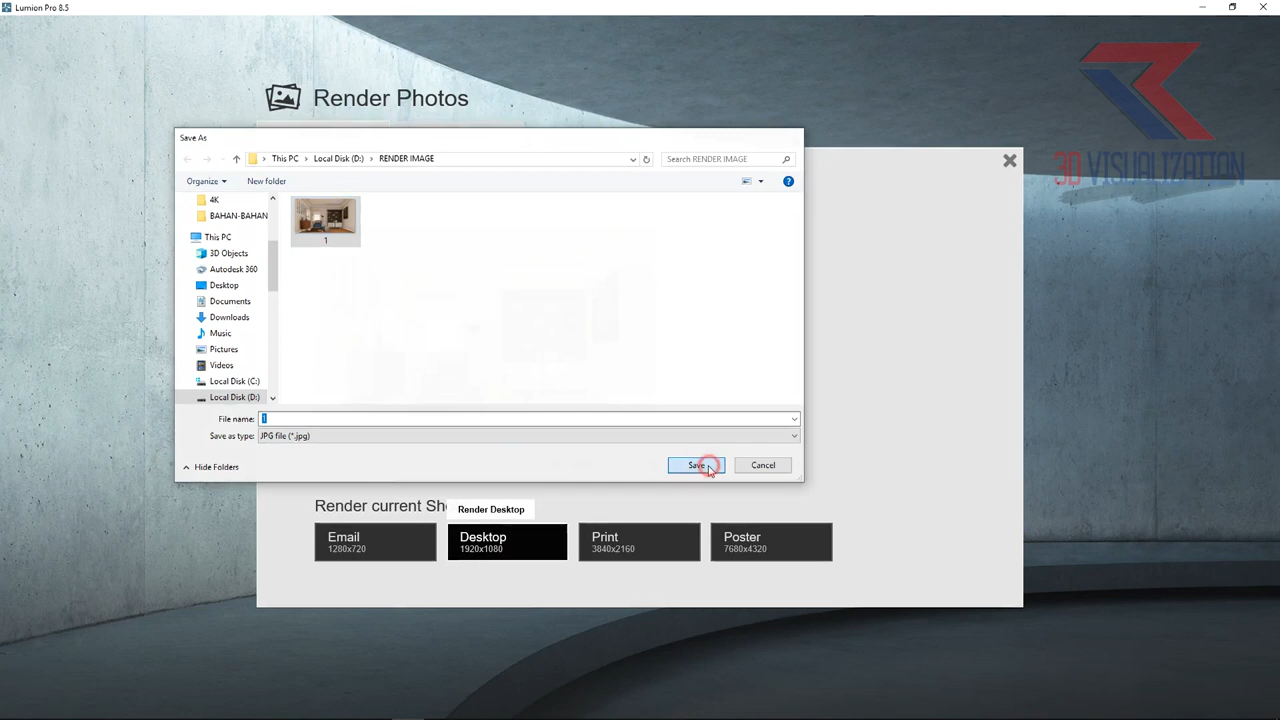 Lumion Pro 8.5
Render Photos
3D VISUALIZATION
Save As
This PC > Local Disk (D:) > RENDER IMAGE
Search RENDER IMAGE
Organize
New folder
4K
BAHAN-BAHAN
This PC
3D Objects
Autodesk 360
Desktop
Documents
Downloads
Music
Pictures
Videos
Local Disk (C:)
Local Disk (D:)
1
File name: 1
Save as type: JPG file (*.jpg)
Hide Folders
Save
Cancel
Render current Sh
Render Desktop
Email
1280x720
Desktop
1920x1080
Print
3840x2160
Poster
7680x4320